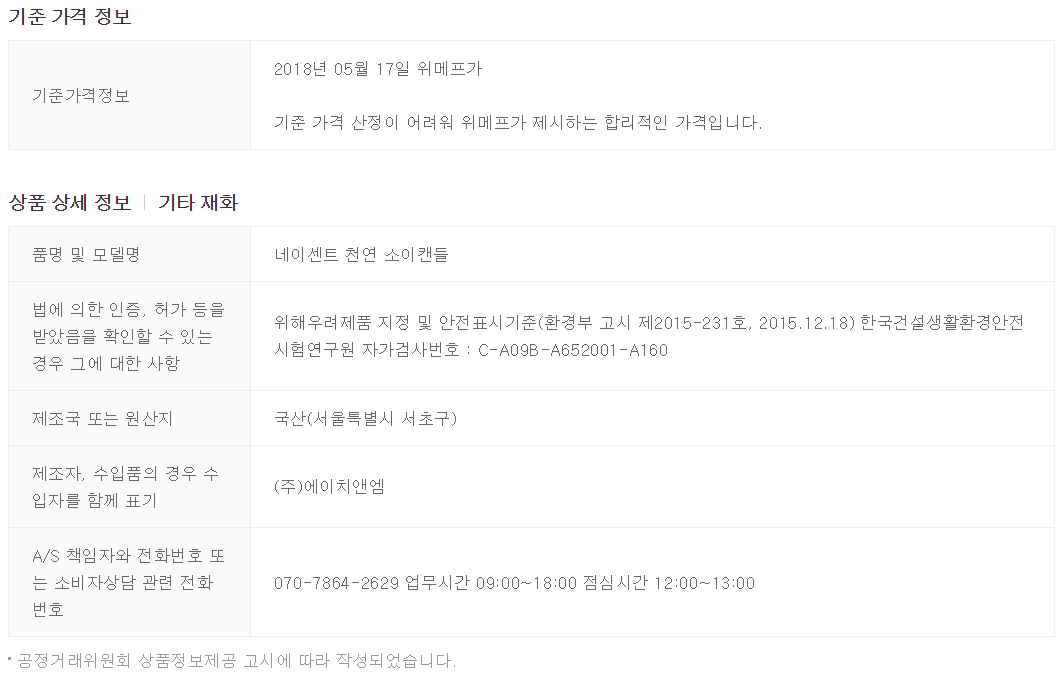 기준 가격 정보
기준가격정보
2018년 05월 17일 위메프가
기준 가격 산정이 어려워 위메프가 제시하는 합리적인 가격입니다.
상품 상세 정보 | 기타 재화
품명 및 모델명
네이센트 천연 소이캔들
법에 의한 인증, 허가 등을
받았음을 확인할 수 있는
경우 그에 대한 사항
위해우려제품 지정 및 안전표시기준(환경부 고시 제2015-231호, 2015.12.18) 한국건설생활환경안전
시험연구원 자가검사번호 : C-A09B-A652001-A160
제조국 또는 원산지
국산(서울특별시 서초구)
제조자, 수입품의 경우 수
입자를 함께 표기
(주)에이치앤엠
A/S 책임자와 전화번호 또
는 소비자상담 관련 전화
번호
070-7864-2629 업무시간 09:00~18:00 점심시간 12:00~13:00
• 공정거래위원회 상품정보제공 고시에 따라 작성되었습니다.